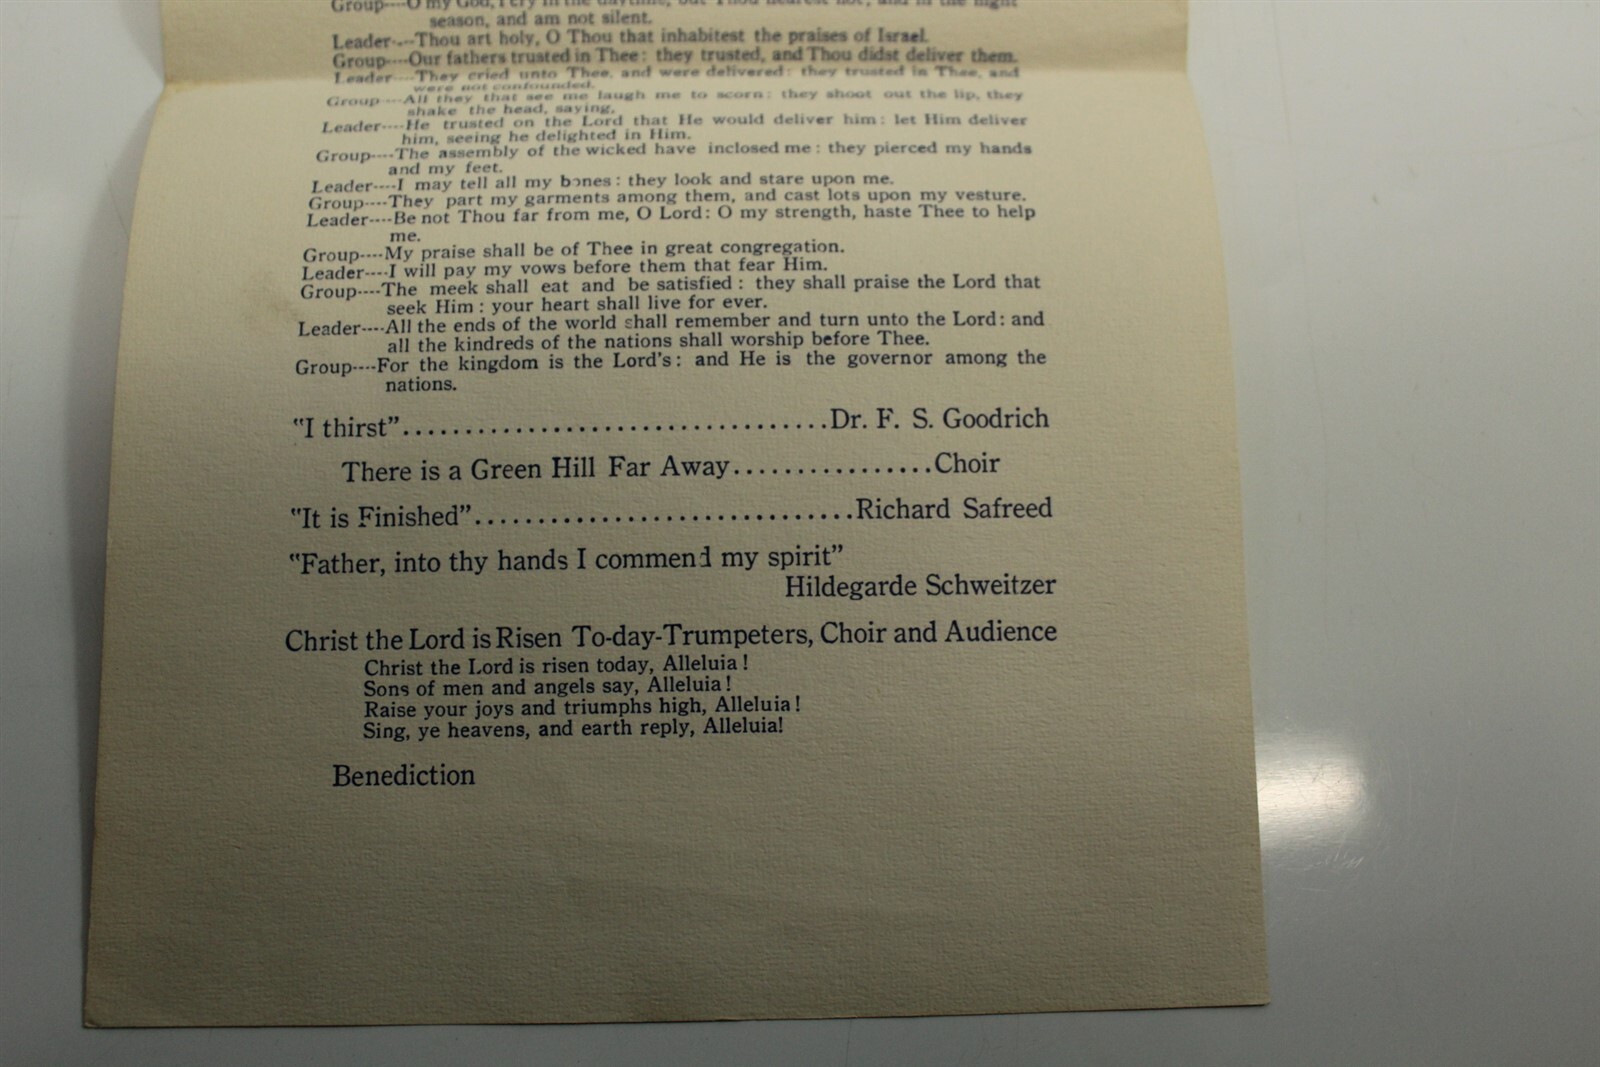 Group----O my God, I cry in the daytime, but Thou hearest not; and in the night
season, and am not silent.
Leader----Thou art holy, O Thou that inhabitest the praises of Israel.
Group----Our fathers trusted in Thee: they trusted, and Thou didst deliver them.
Leader----They cried unto Thee, and were delivered: they trusted in Thee, and
were not confounded.
Group----All they that see me laugh me to scorn: they shoot out the lip, they
shake the head, saying.
Leader----He trusted on the Lord that He would deliver him: let Him deliver
him, seeing he delighted in Him.
Group----The assembly of the wicked have inclosed me: they pierced my hands
and my feet.
Leader----I may tell all my bones: they look and stare upon me.
Group----They part my garments among them, and cast lots upon my vesture.
Leader----Be not Thou far from me, O Lord: O my strength, haste Thee to help
me.
Group----My praise shall be of Thee in great congregation.
Leader----I will pay my vows before them that fear Him.
Group----The meek shall eat and be satisfied: they shall praise the Lord that
seek Him: your heart shall live for ever.
Leader----All the ends of the world shall remember and turn unto the Lord: and
all the kindreds of the nations shall worship before Thee.
Group----For the kingdom is the Lord's: and He is the governor among the
nations.
"I thirst"..................................Dr. F. S. Goodrich
There is a Green Hill Far Away................Choir
"It is Finished"..............................Richard Safreed
"Father, into thy hands I commend my spirit"
Hildegarde Schweitzer
Christ the Lord is Risen To-day-Trumpeters, Choir and Audience
Christ the Lord is risen today, Alleluia!
Sons of men and angels say, Alleluia!
Raise your joys and triumphs high, Alleluia!
Sing, ye heavens, and earth reply, Alleluia!
Benediction